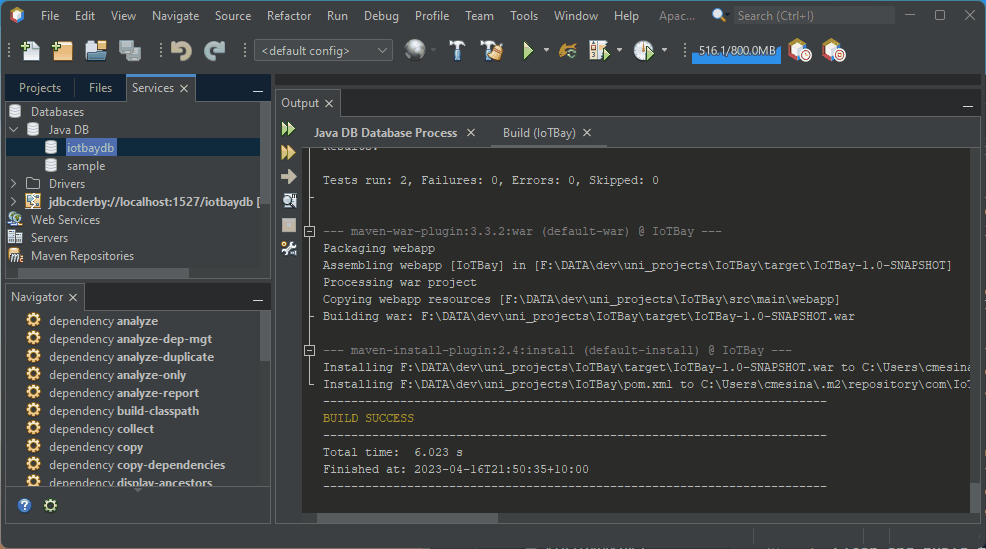 File Edit View Navigate Source Refactor Run Debug Profile Team Tools Window Help Apac... Search (Ctrl+I)
<default config> 516.1/800.0MB
Projects Files Services
Databases
Java DB
iotbaydb
sample
Drivers
jdbc:derby://localhost:1527/iotbaydb [
Web Services
Servers
Maven Repositories
Navigator
dependency analyze
dependency analyze-dep-mgt
dependency analyze-duplicate
dependency analyze-only
dependency analyze-report
dependency build-classpath
dependency collect
dependency copy
dependency copy-dependencies
dependency display-ancestors
Output
Java DB Database Process Build (IoTBay)
Results:
Tests run: 2, Failures: 0, Errors: 0, Skipped: 0
--- maven-war-plugin:3.3.2:war (default-war) @ IoTBay ---
Packaging webapp
Assembling webapp [IoTBay] in [F:\DATA\dev\uni_projects\IoTBay\target\IoTBay-1.0-SNAPSHOT]
Processing war project
Copying webapp resources [F:\DATA\dev\uni_projects\IoTBay\src\main\webapp]
Building war: F:\DATA\dev\uni_projects\IoTBay\target\IoTBay-1.0-SNAPSHOT.war
--- maven-install-plugin:2.4:install (default-install) @ IoTBay ---
Installing F:\DATA\dev\uni_projects\IoTBay\target\IoTBay-1.0-SNAPSHOT.war to C:\Users\cmesina
Installing F:\DATA\dev\uni_projects\IoTBay\pom.xml to C:\Users\cmesina\.m2\repository\com\IoT
------------------------------------------------------------------------
BUILD SUCCESS
------------------------------------------------------------------------
Total time:  6.023 s
Finished at: 2023-04-16T21:50:35+10:00
------------------------------------------------------------------------